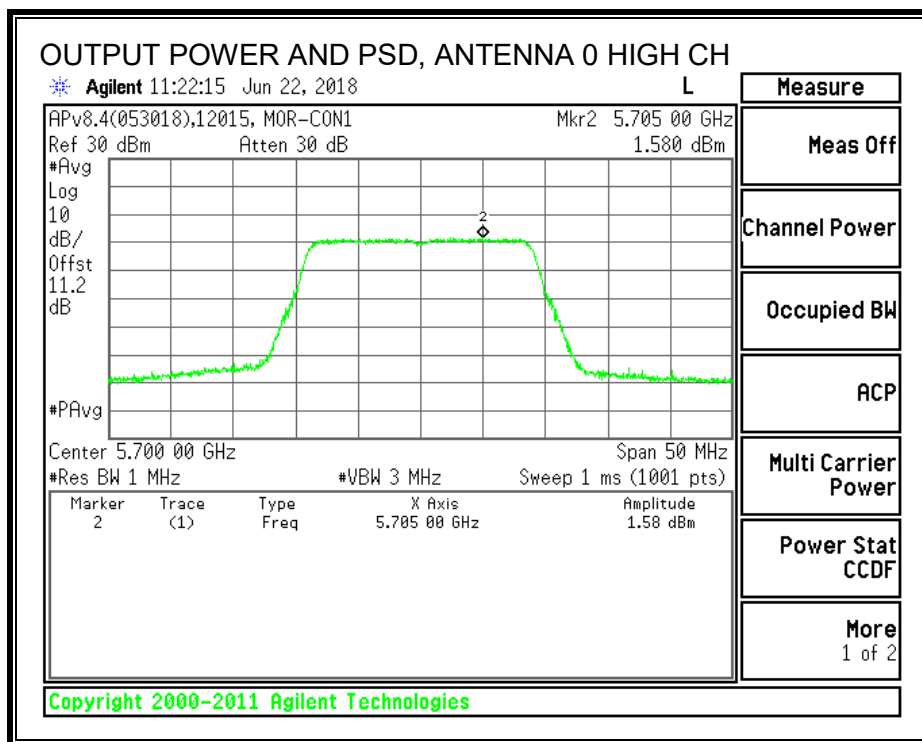 OUTPUT POWER AND PSD, ANTENNA 0 HIGH CH
Agilent 11:22:15 Jun 22, 2018 L
APv8.4(053018),12015, MOR-CON1 Mkr2 5.705 00 GHz
Ref 30 dBm Atten 30 dB 1.580 dBm
#Avg
Log
10
dB/
Offst
11.2
dB
#PAvg
2
Center 5.700 00 GHz Span 50 MHz
#Res BW 1 MHz #VBW 3 MHz Sweep 1 ms (1001 pts)
Marker Trace Type X Axis Amplitude
2 (1) Freq 5.705 00 GHz 1.58 dBm
Measure
Meas Off
Channel Power
Occupied BW
ACP
Multi Carrier
Power
Power Stat
CCDF
More
1 of 2
Copyright 2000-2011 Agilent Technologies